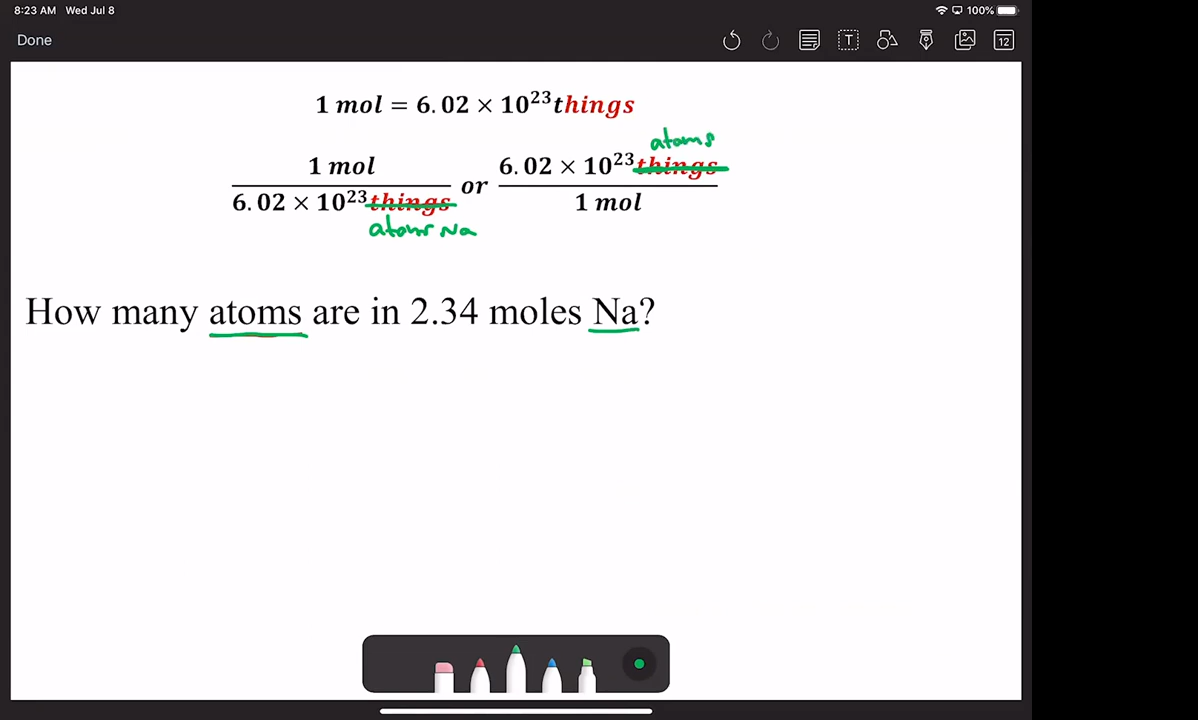 8:23 AM Wed Jul 8 100%
Done 12
1 mol = 6.02 × 10²³things
atoms
1 mol / 6.02 × 10²³things or 6.02 × 10²³things / 1 mol
atoms Na
How many atoms are in 2.34 moles Na?